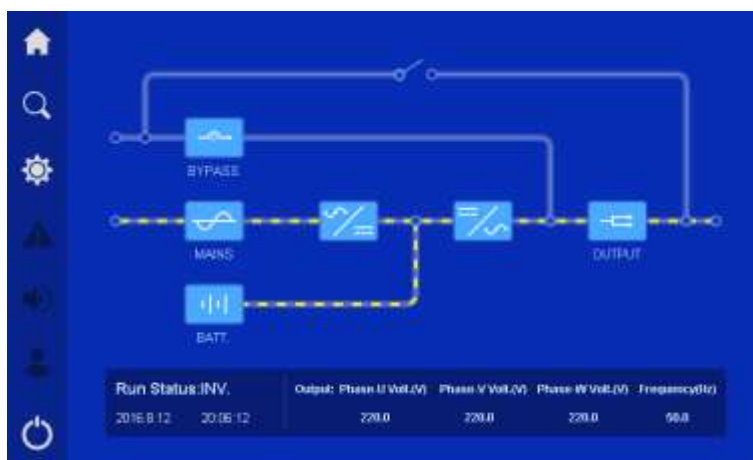 BYPASS
MAINS
OUTPUT
BATT.
Run Status:INV.
Output: Phase-U Volt.(V) Phase-V Volt.(V) Phase-W Volt.(V) Frequency(Hz)
2016.8.12 20:06:12
220.0 220.0 220.0 50.0